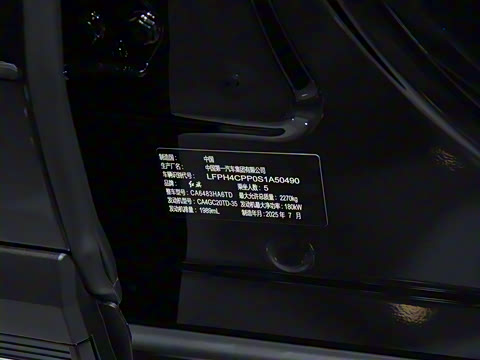 制造国： 中国
生产厂名： 中国第一汽车集团有限公司
车辆识别代号： LFPH4CPP0S1A50490
品牌： 红旗 乘坐人数：5
整车型号：CA6483HA6TD 最大允许总质量：2270kg
发动机型号：CA4GC20TD-35 发动机最大净功率：180kW
发动机排量：1989mL 制造年月：2025 年 7 月